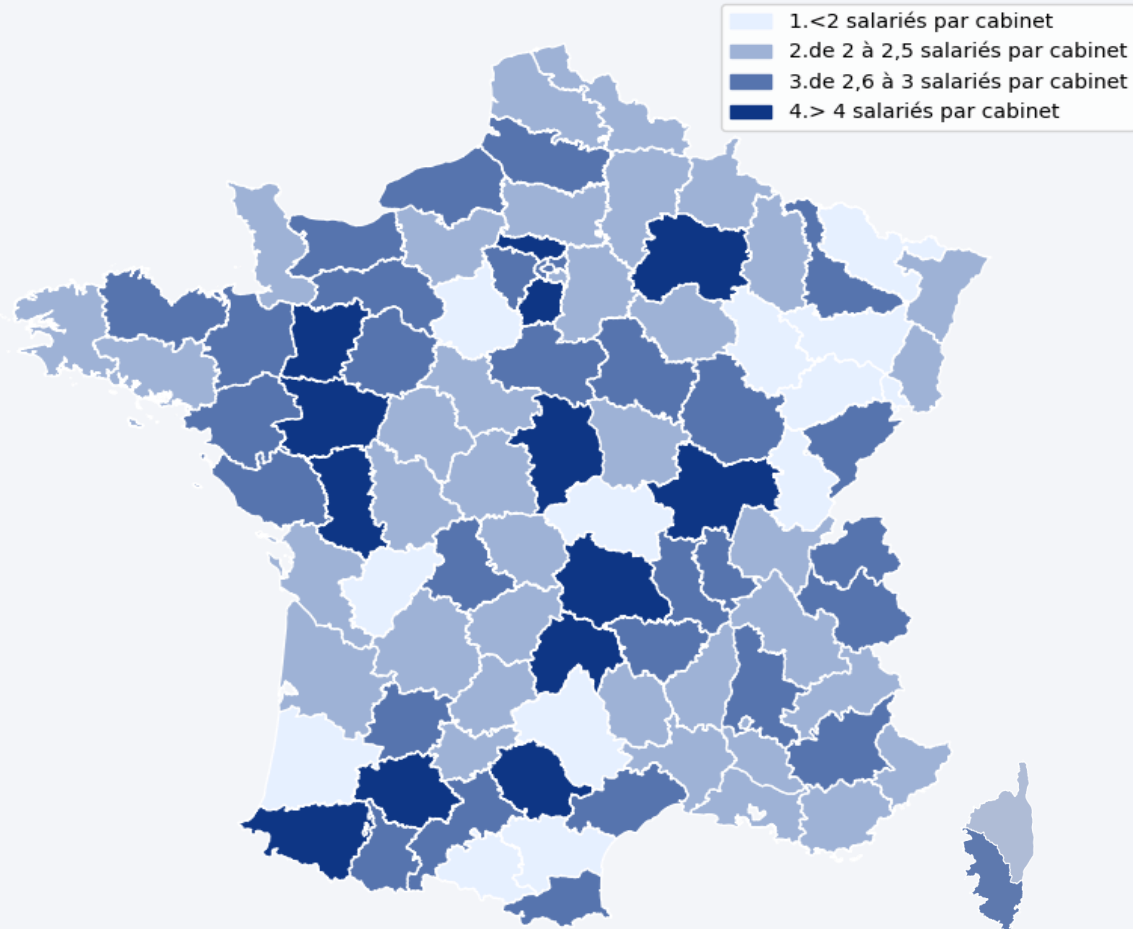 1.<2 salariés par cabinet
2.de 2 à 2,5 salariés par cabinet
3.de 2,6 à 3 salariés par cabinet
4.> 4 salariés par cabinet